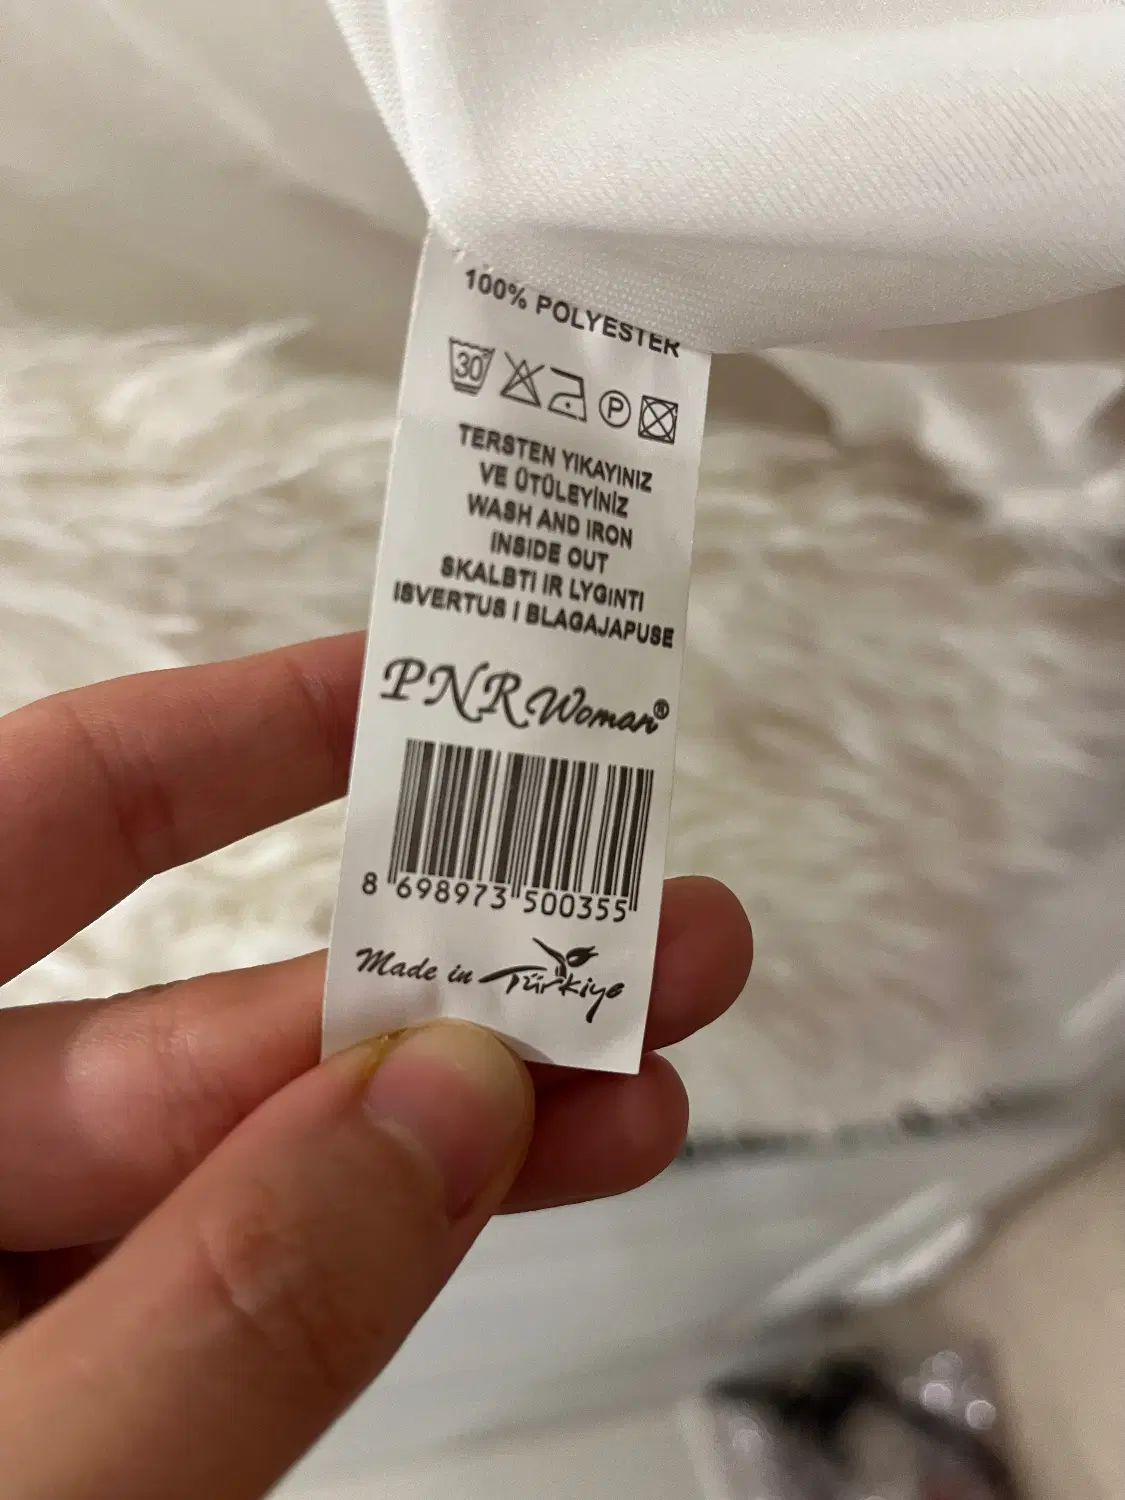 100% POLYESTER
30 P
TERSTEN YIKAYINIZ
VE ÜTÜLEYİNİZ
WASH AND IRON
INSIDE OUT
SKALBTI IR LYGINTI
ISVERTUS I BLAGAJAPUSE
PNR Woman®
8 698973 500355
Made in Türkiye